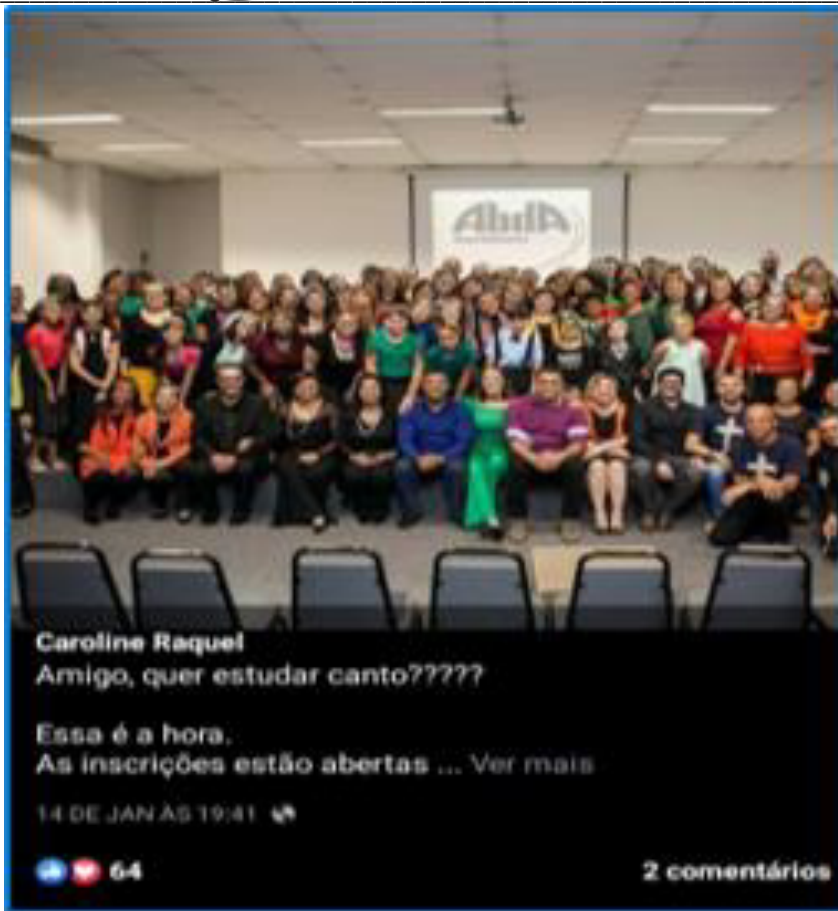 AbdA
Caroline Raquel
Amigo, quer estudar canto?????
Essa é a hora.
As inscrições estão abertas ... Ver mais
14 DE JAN ÀS 19:41
64
2 comentários